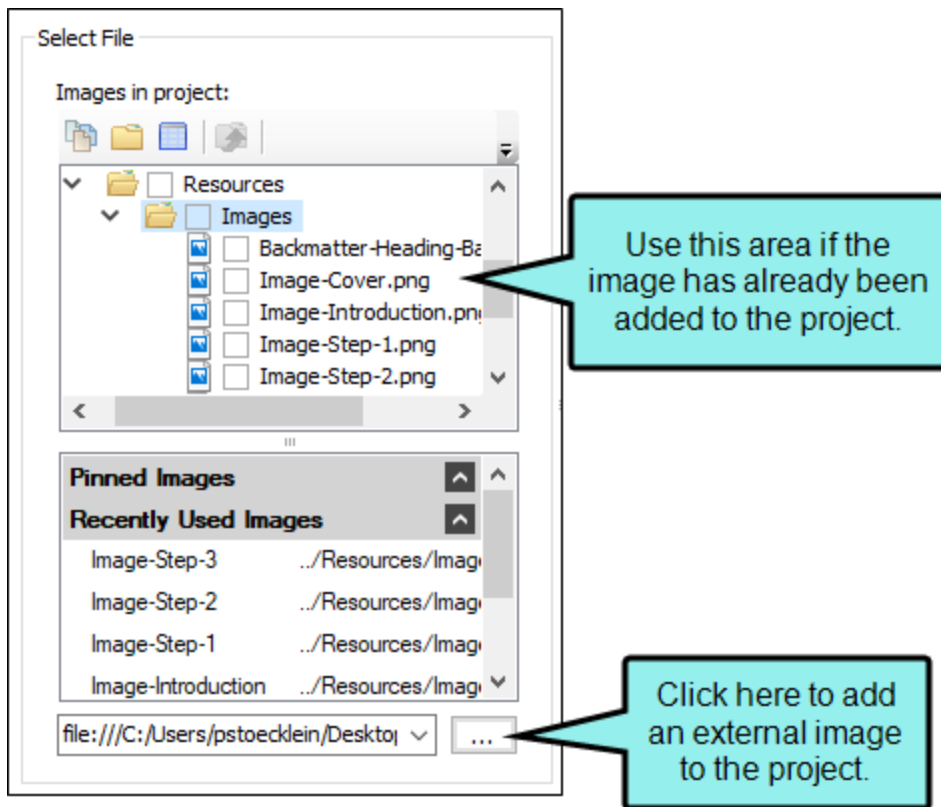 Select File
Images in project:
Resources
Images
Backmatter-Heading-Ba
Image-Cover.png
Image-Introduction.pn
Image-Step-1.png
Image-Step-2.png
Use this area if the
image has already been
added to the project.
Pinned Images
Recently Used Images
Image-Step-3 ../Resources/Imag
Image-Step-2 ../Resources/Imag
Image-Step-1 ../Resources/Imag
Image-Introduction ../Resources/Imag
file:///C:/Users/pstoecklein/Deskto
...
Click here to add
an external image
to the project.